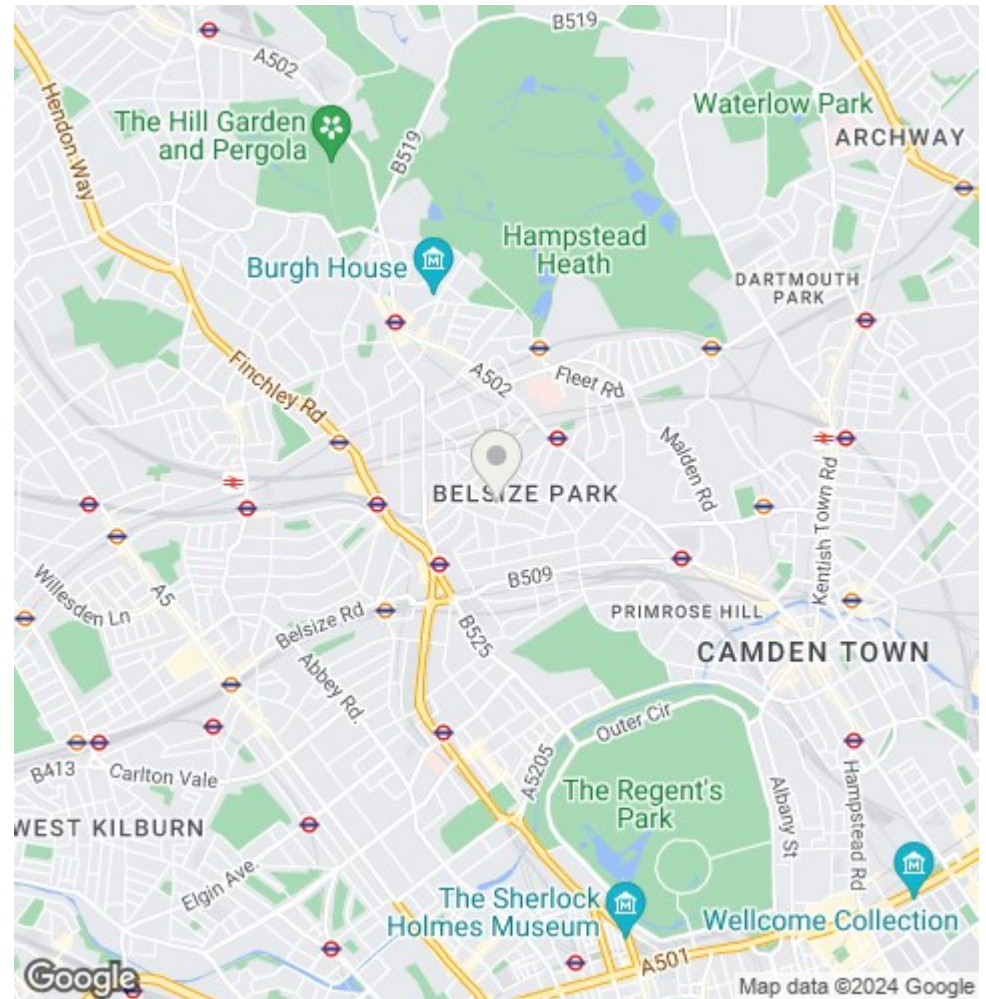 B519
A502
Waterlow Park
ARCHWAY
Hendon Way
The Hill Garden
and Pergola
B519
Hampstead
Heath
Burgh House
DARTMOUTH
PARK
A502
Fleet Rd
Finchley Rd
Malden Rd
BELSIZE PARK
Kentish Town Rd
Willesden Ln
A5
B509
Belsize Rd
B525
PRIMROSE HILL
CAMDEN TOWN
Abbey Rd.
Outer Cir
B413
Carlton Vale
A5205
The Regent's
Park
Albany St
Hampstead Rd
WEST KILBURN
Elgin Ave.
The Sherlock
Holmes Museum
Wellcome Collection
A501
Google
Map data ©2024 Google